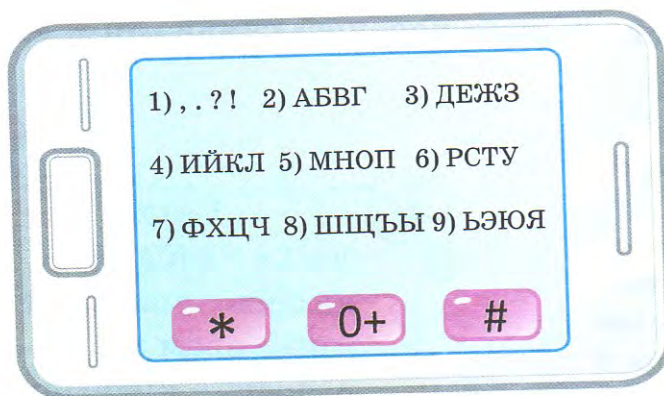 1) , . ? ! 2) АБВГ 3) ДЕЖЗ
4) ИЙКЛ 5) МНОП 6) РСТУ
7) ФХЦЧ 8) ШЩЪЫ 9) ЬЭЮЯ
* 0+ #